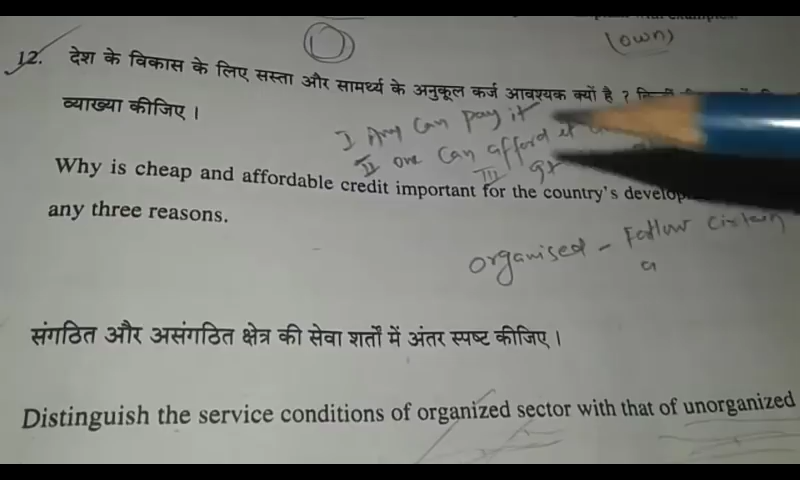 (own)
12. देश के विकास के लिए सस्ता और सामर्थ्य के अनुकूल कर्ज आवश्यक क्यों है ?
व्याख्या कीजिए ।
I Any can pay it
II one can afford it
III
Why is cheap and affordable credit important for the country's
any three reasons.
organised - Follow
संगठित और असंगठित क्षेत्र की सेवा शर्तों में अंतर स्पष्ट कीजिए ।
Distinguish the service conditions of organized sector with that of unorganized